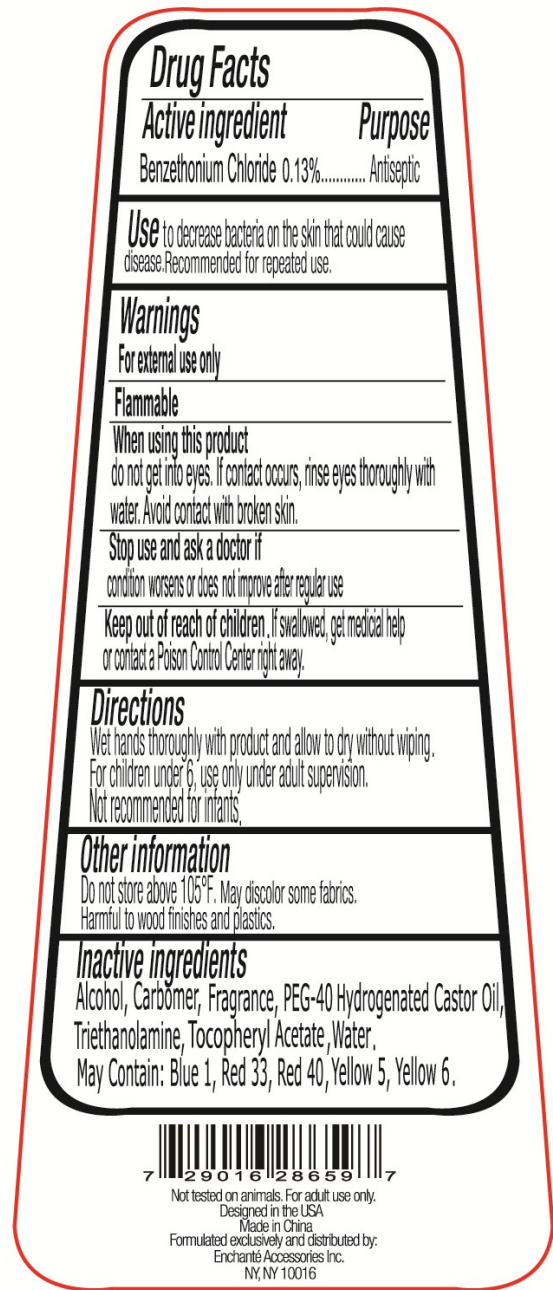 Drug Facts
Active ingredient Purpose
Benzethonium Chloride 0.13%............ Antiseptic
Use to decrease bacteria on the skin that could cause
disease.Recommended for repeated use.
Warnings
For external use only
Flammable
When using this product
do not get into eyes. If contact occurs, rinse eyes thoroughly with
water. Avoid contact with broken skin.
Stop use and ask a doctor if
condition worsens or does not improve after regular use
Keep out of reach of children. If swallowed, get medicial help
or contact a Poison Control Center right away.
Directions
Wet hands thoroughly with product and allow to dry without wiping.
For children under 6, use only under adult supervision.
Not recommended for infants.
Other information
Do not store above 105°F. May discolor some fabrics.
Harmful to wood finishes and plastics.
Inactive ingredients
Alcohol, Carbomer, Fragrance, PEG-40 Hydrogenated Castor Oil,
Triethanolamine, Tocopheryl Acetate, Water.
May Contain: Blue 1, Red 33, Red 40, Yellow 5, Yellow 6.
7 29016 28659 7
Not tested on animals. For adult use only.
Designed in the USA
Made in China
Formulated exclusively and distributed by:
Enchanté Accessories Inc.
NY, NY 10016